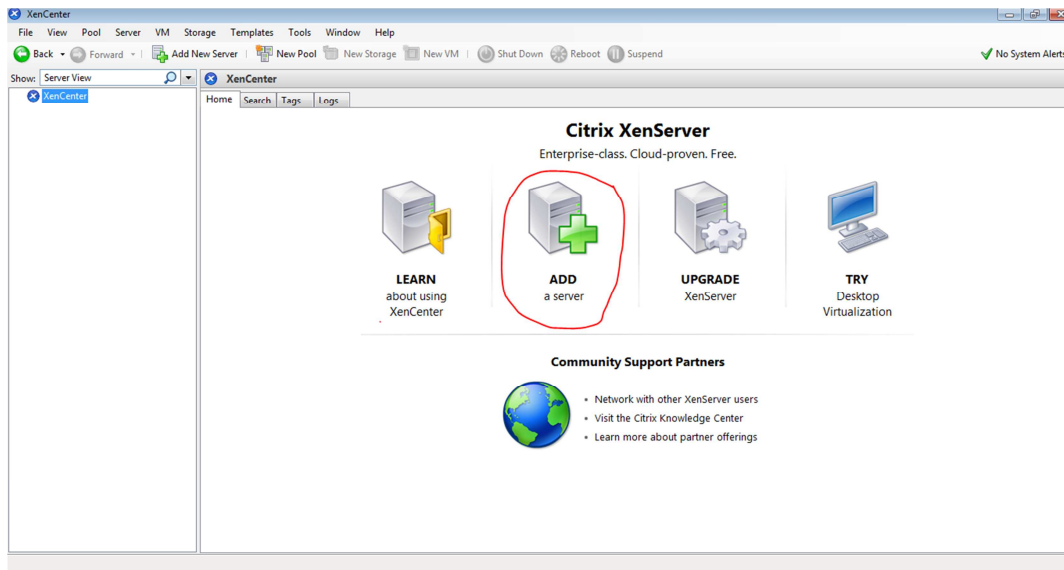 XenCenter
File View Pool Server VM Storage Templates Tools Window Help
Back Forward Add New Server New Pool New Storage New VM Shut Down Reboot Suspend No System Alerts
Show: Server View XenCenter
XenCenter
Home Search Tags Logs
Citrix XenServer
Enterprise-class. Cloud-proven. Free.
LEARN ADD UPGRADE TRY
about using a server XenServer Desktop
XenCenter Virtualization
Community Support Partners
Network with other XenServer users
Visit the Citrix Knowledge Center
Learn more about partner offerings